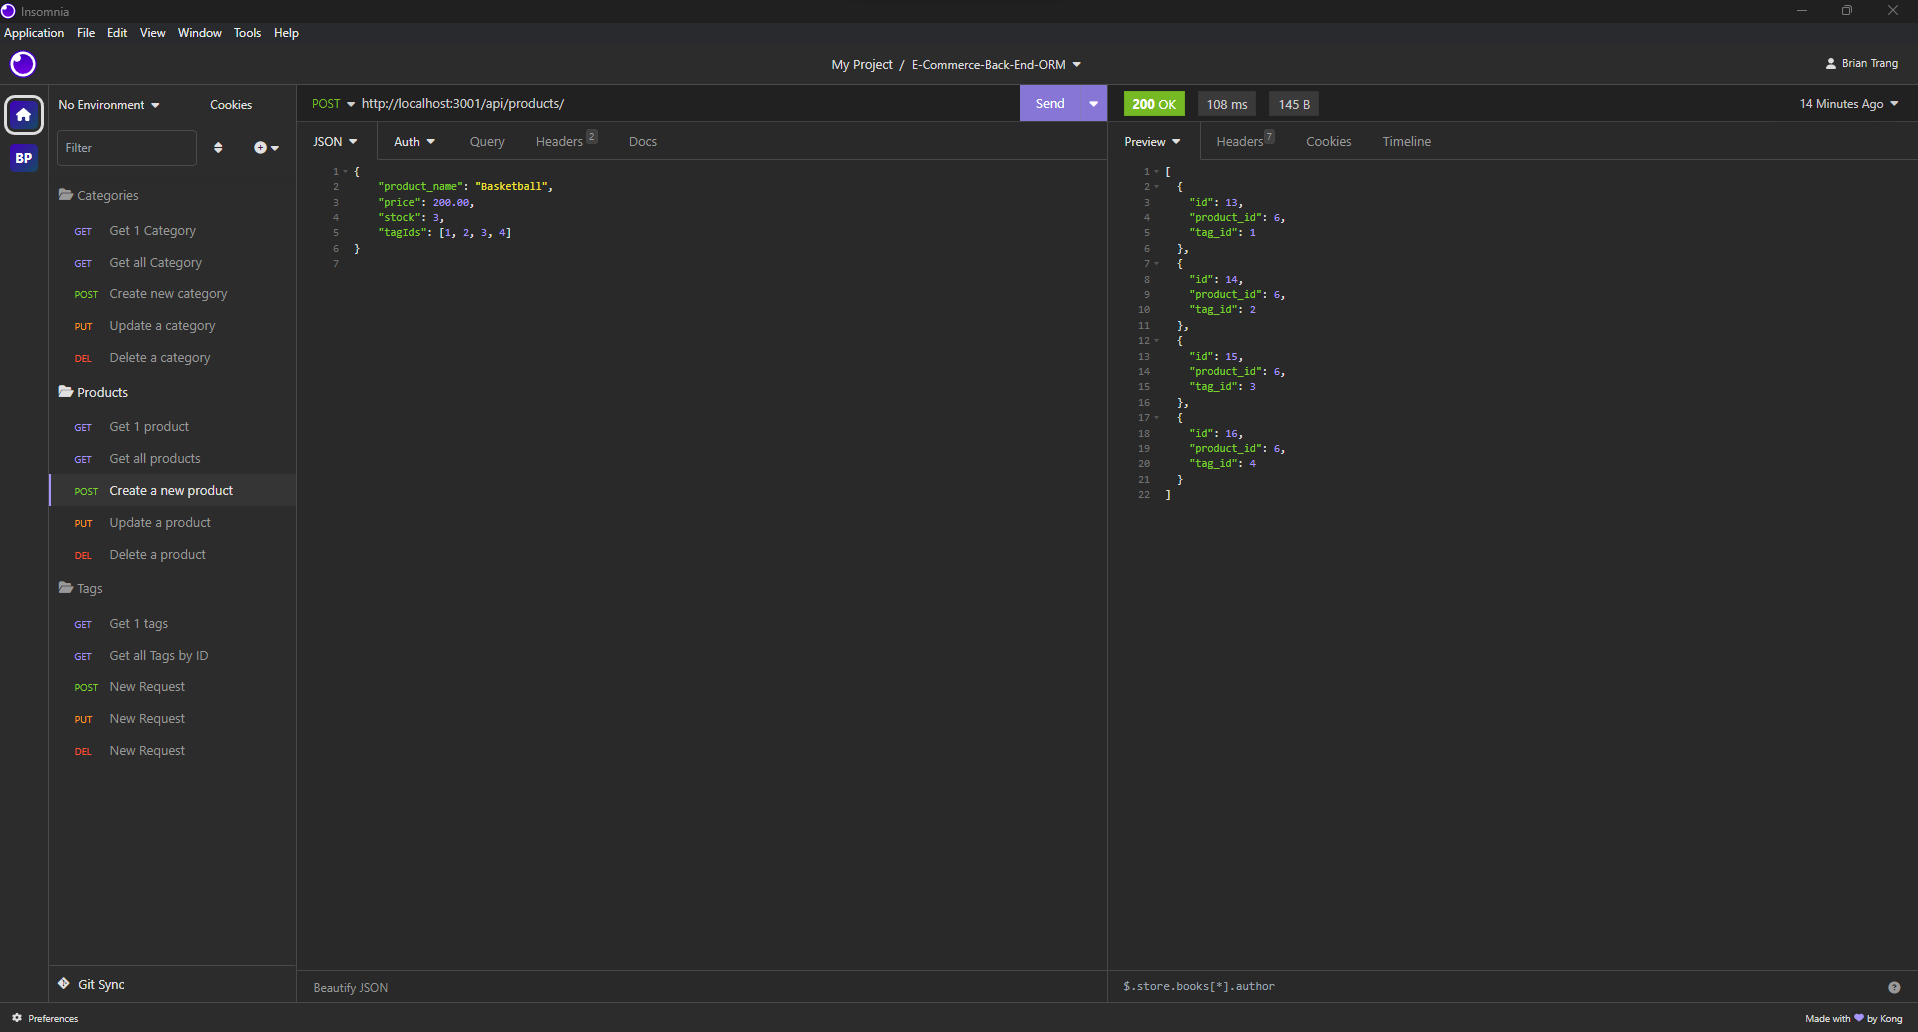 Insomnia
Application File Edit View Window Tools Help
My Project / E-Commerce-Back-End-ORM
Brian Trang
BP
No Environment Cookies
Filter
Categories
GET Get 1 Category
GET Get all Category
POST Create new category
PUT Update a category
DEL Delete a category
Products
GET Get 1 product
GET Get all products
POST Create a new product
PUT Update a product
DEL Delete a product
Tags
GET Get 1 tags
GET Get all Tags by ID
POST New Request
PUT New Request
DEL New Request
Git Sync
POST http://localhost:3001/api/products/ Send
JSON Auth Query Headers 2 Docs
1 {
2 "product_name": "Basketball",
3 "price": 200.00,
4 "stock": 3,
5 "tagIds": [1, 2, 3, 4]
6 }
7
Beautify JSON
200 OK 108 ms 145 B 14 Minutes Ago
Preview Headers 7 Cookies Timeline
1 [
2 {
3 "id": 13,
4 "product_id": 6,
5 "tag_id": 1
6 },
7 {
8 "id": 14,
9 "product_id": 6,
10 "tag_id": 2
11 },
12 {
13 "id": 15,
14 "product_id": 6,
15 "tag_id": 3
16 },
17 {
18 "id": 16,
19 "product_id": 6,
20 "tag_id": 4
21 }
22 ]
$.store.books[*].author
?
Preferences
Made with 💜 by Kong